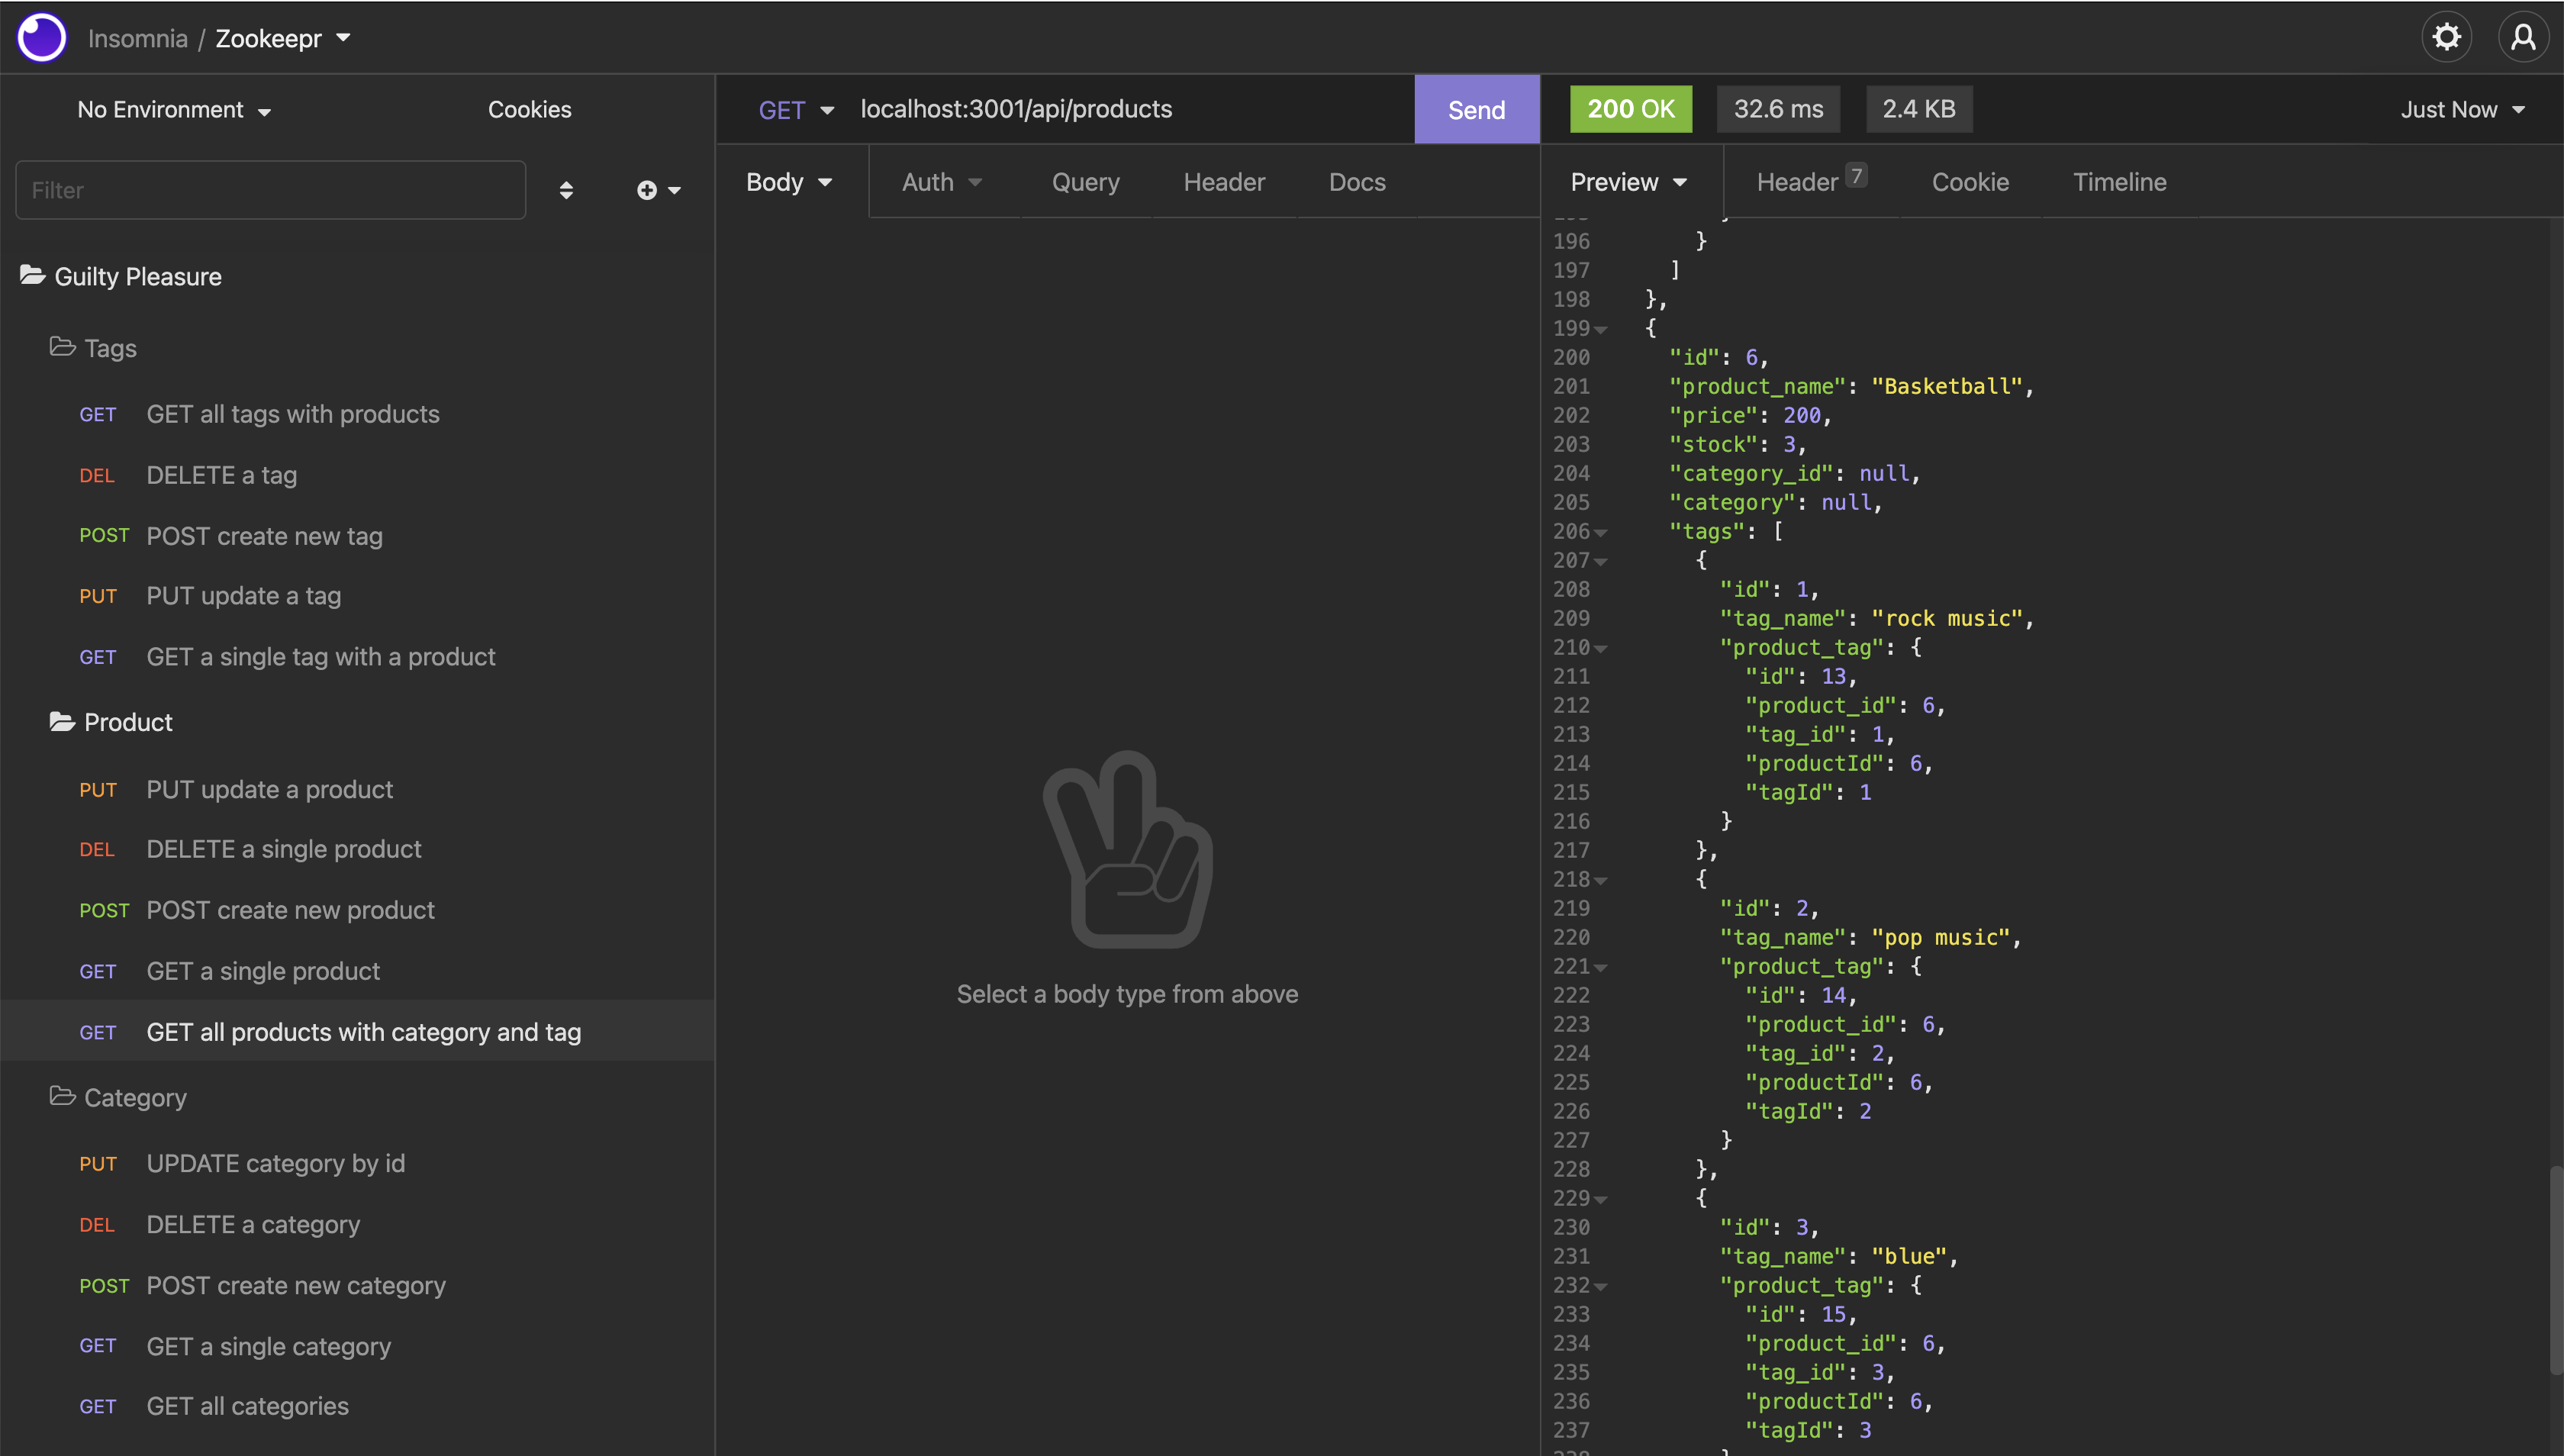 Insomnia / Zookeepr
No Environment
Cookies
Filter
Guilty Pleasure
Tags
GET GET all tags with products
DEL DELETE a tag
POST POST create new tag
PUT PUT update a tag
GET GET a single tag with a product
Product
PUT PUT update a product
DEL DELETE a single product
POST POST create new product
GET GET a single product
GET GET all products with category and tag
Category
PUT UPDATE category by id
DEL DELETE a category
POST POST create new category
GET GET a single category
GET GET all categories
GET localhost:3001/api/products Send
Body Auth Query Header Docs
Select a body type from above
200 OK 32.6 ms 2.4 KB Just Now
Preview Header 7 Cookie Timeline
196 }
197 ]
198 },
199 {
200 "id": 6,
201 "product_name": "Basketball",
202 "price": 200,
203 "stock": 3,
204 "category_id": null,
205 "category": null,
206 "tags": [
207 {
208 "id": 1,
209 "tag_name": "rock music",
210 "product_tag": {
211 "id": 13,
212 "product_id": 6,
213 "tag_id": 1,
214 "productId": 6,
215 "tagId": 1
216 }
217 },
218 {
219 "id": 2,
220 "tag_name": "pop music",
221 "product_tag": {
222 "id": 14,
223 "product_id": 6,
224 "tag_id": 2,
225 "productId": 6,
226 "tagId": 2
227 }
228 },
229 {
230 "id": 3,
231 "tag_name": "blue",
232 "product_tag": {
233 "id": 15,
234 "product_id": 6,
235 "tag_id": 3,
236 "productId": 6,
237 "tagId": 3